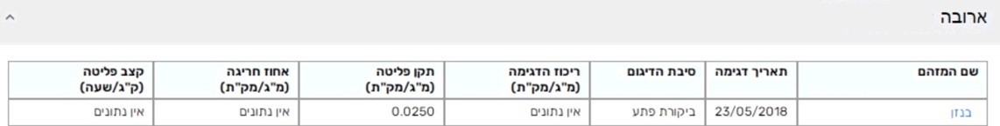 ארובה
שם המזהם תאריך דגימה סיבת הדיגום ריכוז הדגימה (מ"ג/מק"ת) תקן פליטה (מ"ג/מק"ת) אחוז חריגה (מ"ג/מק"ת) קצב פליטה (ק"ג/שעה)
בנזן 23/05/2018 ביקורת פתע אין נתונים 0.0250 אין נתונים אין נתונים